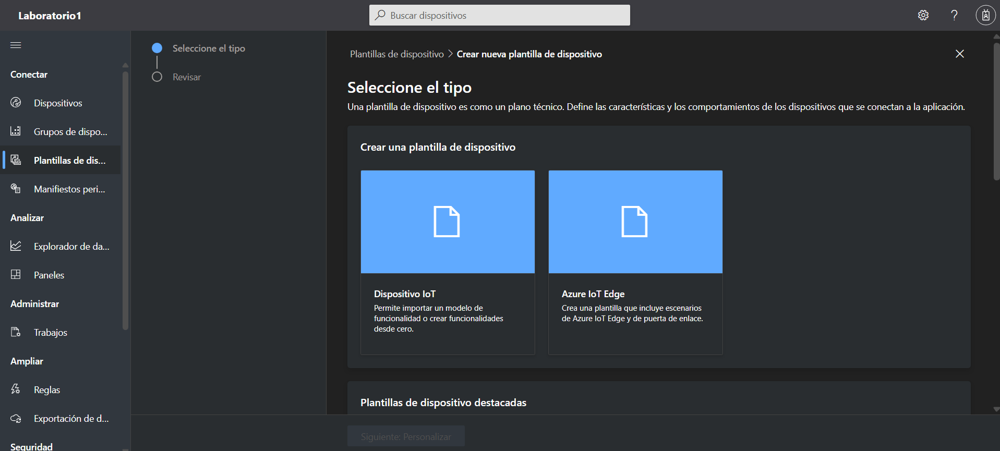 Laboratorio1
Buscar dispositivos
?
Conectar
Dispositivos
Grupos de dispo...
Plantillas de dis...
Manifiestos peri...
Analizar
Explorador de da...
Paneles
Administrar
Trabajos
Ampliar
Reglas
Exportación de d...
Seguridad
Seleccione el tipo
Revisar
Plantillas de dispositivo > Crear nueva plantilla de dispositivo
Seleccione el tipo
Una plantilla de dispositivo es como un plano técnico. Define las características y los comportamientos de los dispositivos que se conectan a la aplicación.
Crear una plantilla de dispositivo
Dispositivo IoT
Permite importar un modelo de
funcionalidad o crear funcionalidades
desde cero.
Azure IoT Edge
Crea una plantilla que incluye escenarios
de Azure IoT Edge y de puerta de enlace.
Plantillas de dispositivo destacadas
Siguiente: Personalizar